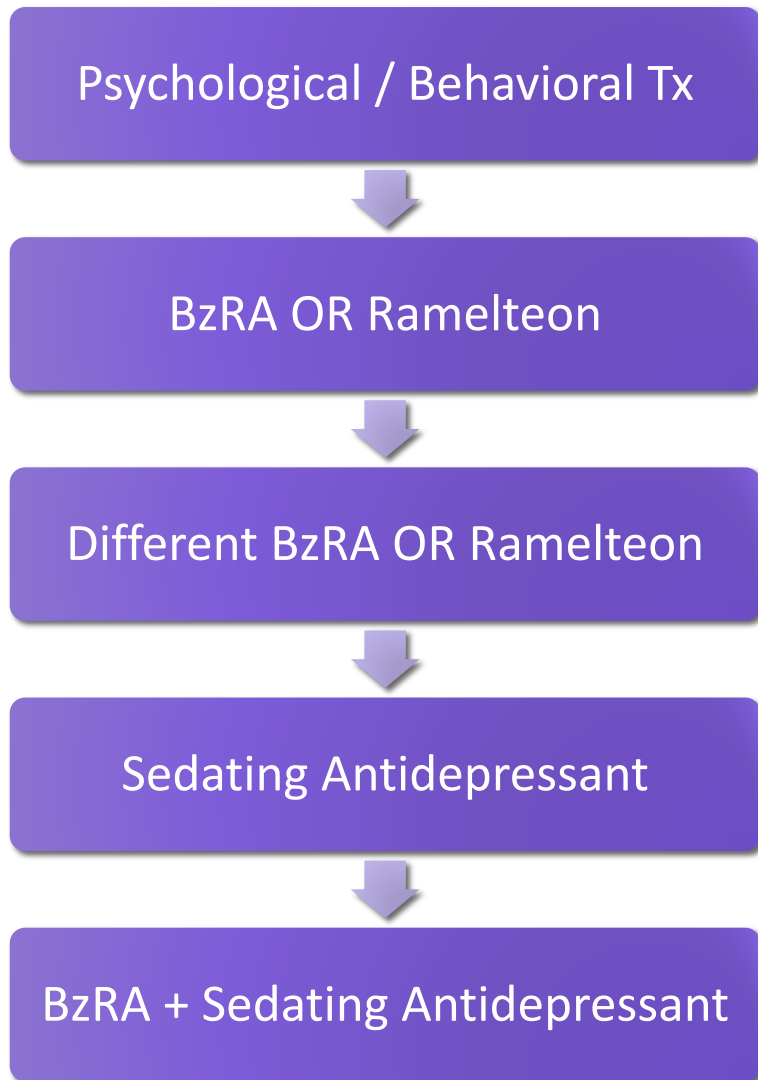 Psychological / Behavioral Tx
BzRA OR Ramelteon
Different BzRA OR Ramelteon
Sedating Antidepressant
BzRA + Sedating Antidepressant